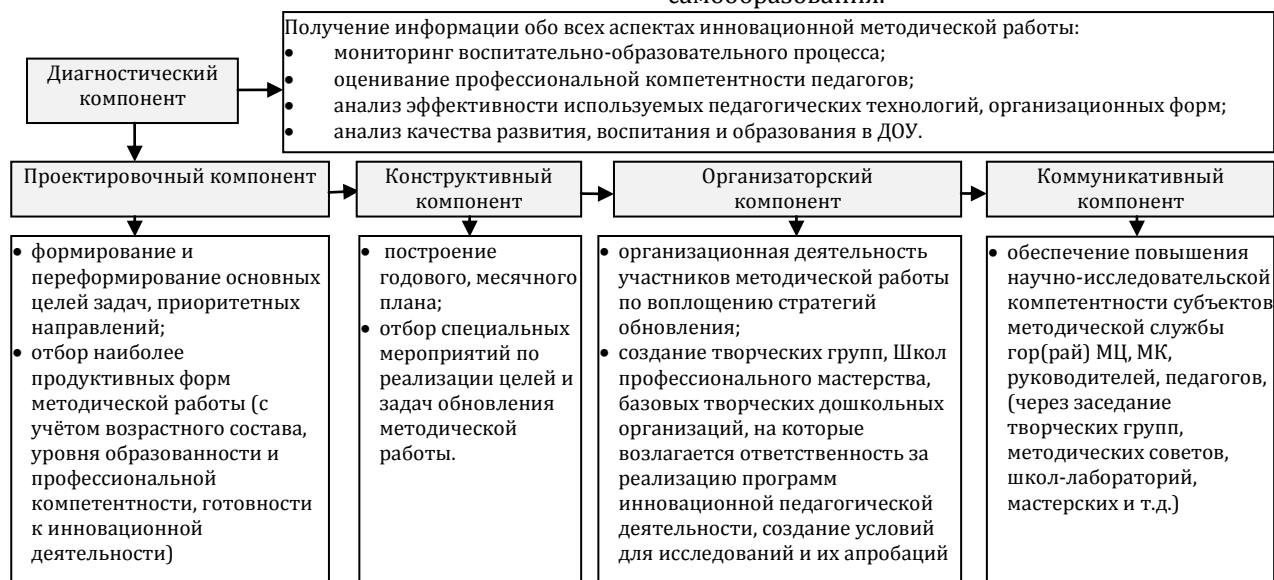 самообразования.
Получение информации обо всех аспектах инновационной методической работы:
• мониторинг воспитательно-образовательного процесса;
• оценивание профессиональной компетентности педагогов;
• анализ эффективности используемых педагогических технологий, организационных форм;
• анализ качества развития, воспитания и образования в ДОУ.
Диагностический
компонент
Проектировочный компонент
Конструктивный
компонент
Организаторский
компонент
Коммуникативный
компонент
• формирование и
переформирование основных
целей задач, приоритетных
направлений;
• отбор наиболее
продуктивных форм
методической работы (с
учётом возрастного состава,
уровня образованности и
профессиональной
компетентности, готовности
к инновационной
деятельности)
• построение
годового, месячного
плана;
• отбор специальных
мероприятий по
реализации целей и
задач обновления
методической
работы.
• организационная деятельность
участников методической работы
по воплощению стратегий
обновления;
• создание творческих групп, Школ
профессионального мастерства,
базовых творческих дошкольных
организаций, на которые
возлагается ответственность за
реализацию программ
инновационной педагогической
деятельности, создание условий
для исследований и их апробаций
• обеспечение повышения
научно-исследовательской
компетентности субъектов
методической службы
гор(рай) МЦ, МК,
руководителей, педагогов,
(через заседание
творческих групп,
методических советов,
школ-лабораторий,
мастерских и т.д.)